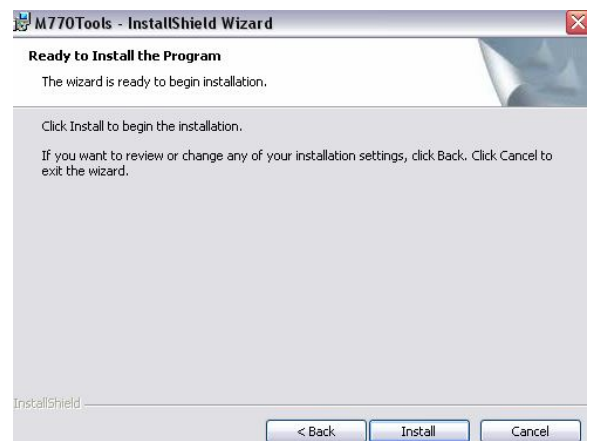 M770Tools - InstallShield Wizard
Ready to Install the Program
The wizard is ready to begin installation.
Click Install to begin the installation.
If you want to review or change any of your installation settings, click Back. Click Cancel to
exit the wizard.
InstallShield
< Back Install Cancel